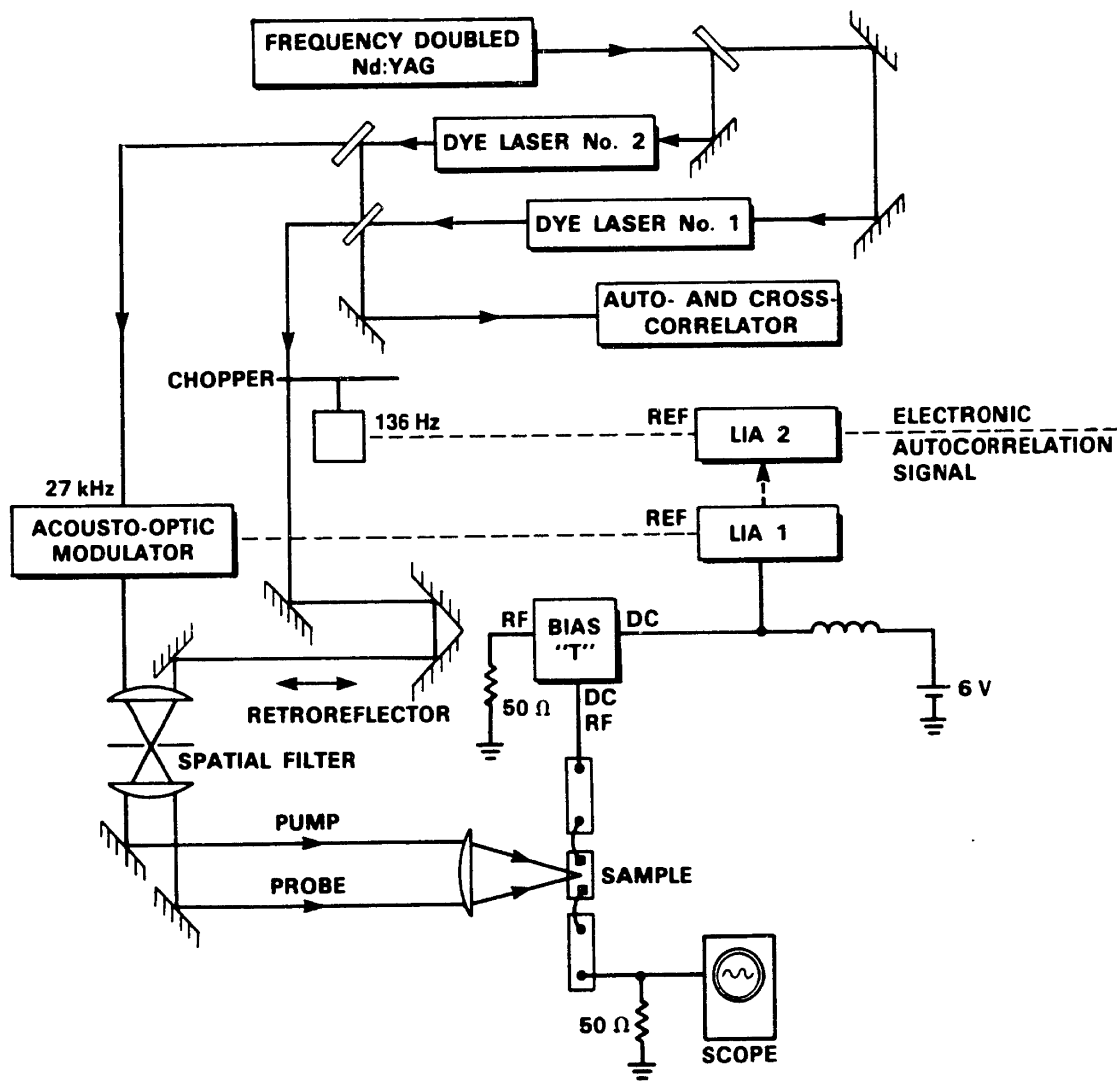 FREQUENCY DOUBLED
Nd:YAG
DYE LASER No. 2
DYE LASER No. 1
AUTO- AND CROSS-
CORRELATOR
CHOPPER
136 Hz
REF
LIA 2
ELECTRONIC
AUTOCORRELATION
SIGNAL
27 kHz
ACOUSTO-OPTIC
MODULATOR
REF
LIA 1
RF
BIAS
"T"
DC
DC
RF
50 Ω
6 V
RETROREFLECTOR
SPATIAL FILTER
PUMP
PROBE
SAMPLE
50 Ω
SCOPE